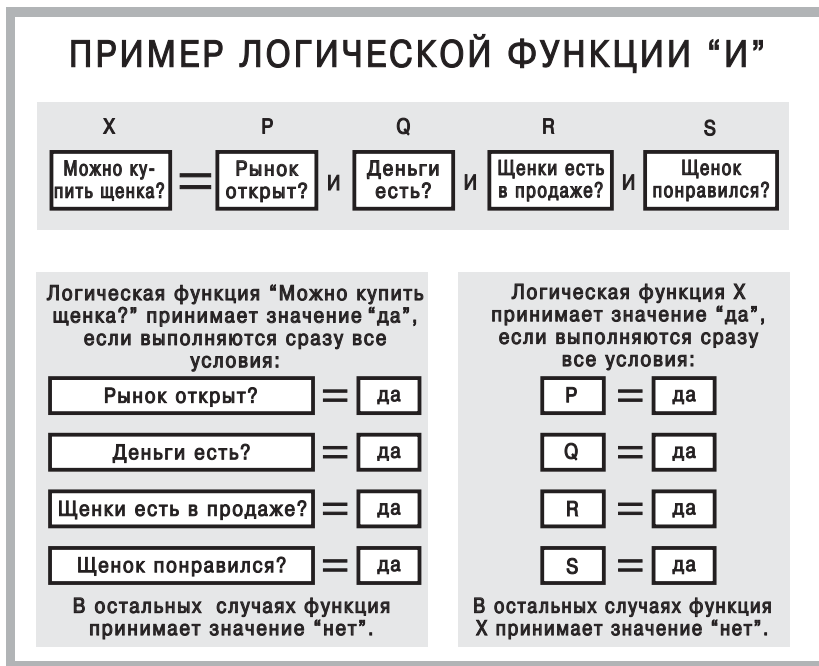 ПРИМЕР ЛОГИЧЕСКОЙ ФУНКЦИИ “И”
X P Q R S
Можно ку-
пить щенка?
=
Рынок
открыт?
и
Деньги
есть?
и
Щенки есть
в продаже?
и
Щенок
понравился?
Логическая функция “Можно купить
щенка?” принимает значение “да”,
если выполняются сразу все
условия:
Рынок открыт? = да
Деньги есть? = да
Щенки есть в продаже? = да
Щенок понравился? = да
В остальных случаях функция
принимает значение “нет”.
Логическая функция X
принимает значение “да”,
если выполняются сразу
все условия:
P = да
Q = да
R = да
S = да
В остальных случаях функция
X принимает значение “нет”.